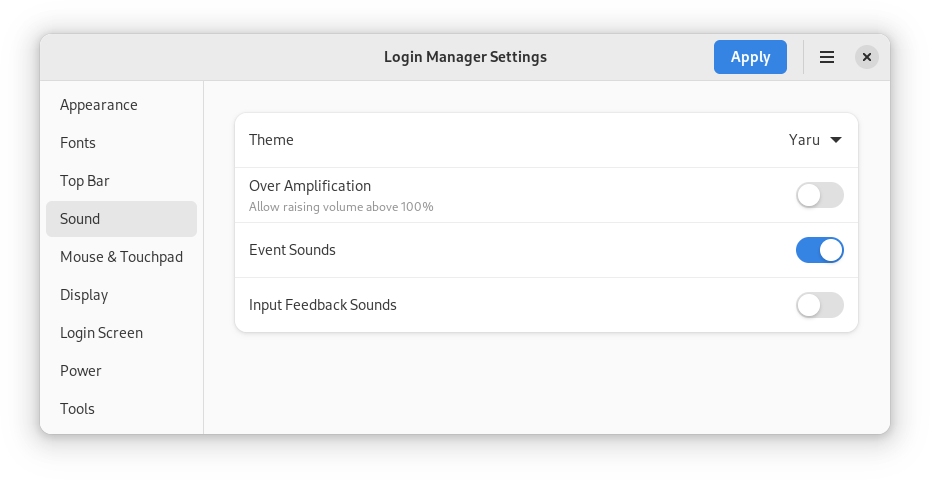 Login Manager Settings
Apply
Appearance
Fonts
Top Bar
Sound
Mouse & Touchpad
Display
Login Screen
Power
Tools
Theme
Yaru
Over Amplification
Allow raising volume above 100%
Event Sounds
Input Feedback Sounds